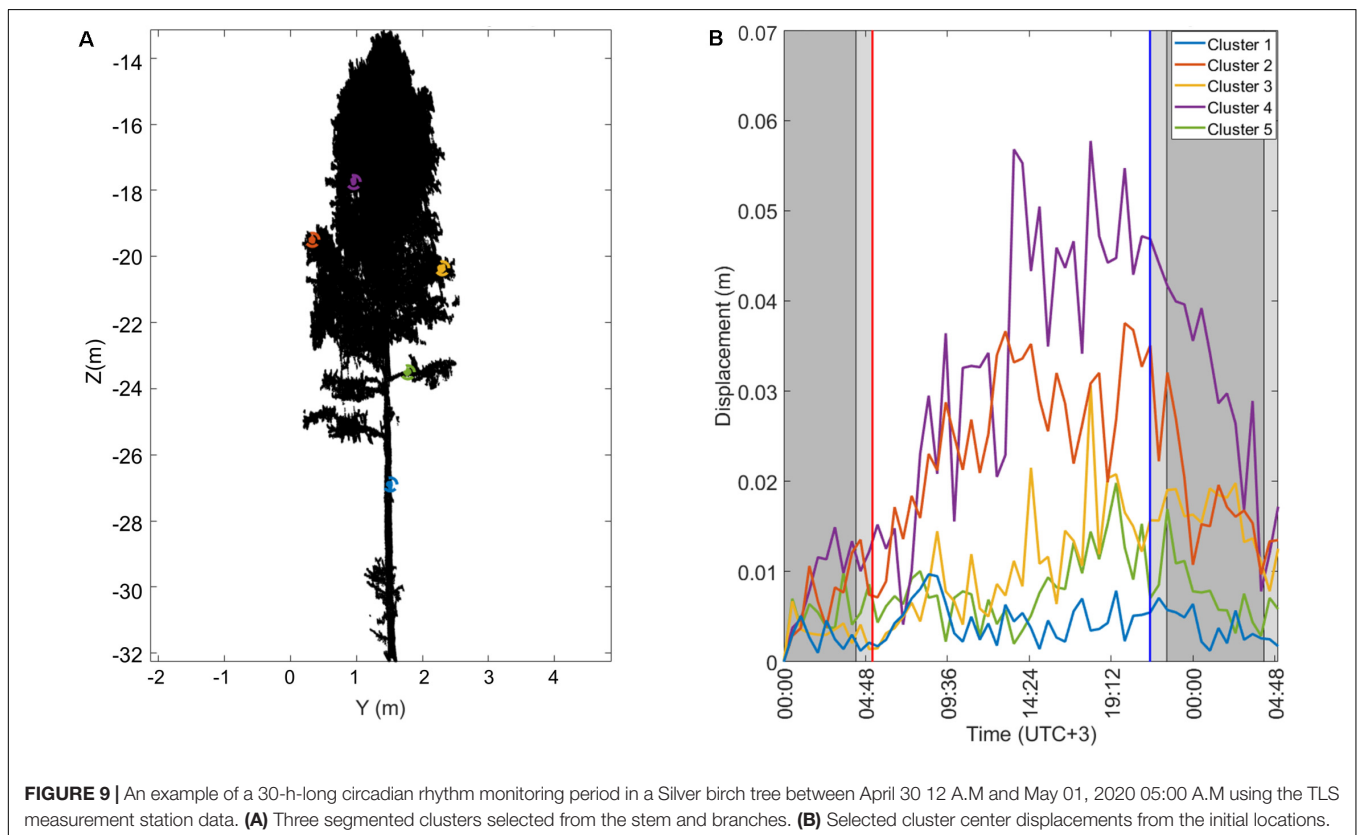 A
-14
-16
-18
-20
-22
-24
-26
-28
-30
-32
Z(m)
-2 -1 0 1 2 3 4
Y (m)
B
0.07
0.06
0.05
0.04
0.03
0.02
0.01
0
Displacement (m)
Cluster 1
Cluster 2
Cluster 3
Cluster 4
Cluster 5
00:00 04:48 09:36 14:24 19:12 00:00 04:48
Time (UTC+3)
FIGURE 9 | An example of a 30-h-long circadian rhythm monitoring period in a Silver birch tree between April 30 12 A.M and May 01, 2020 05:00 A.M using the TLS
measurement station data. (A) Three segmented clusters selected from the stem and branches. (B) Selected cluster center displacements from the initial locations.